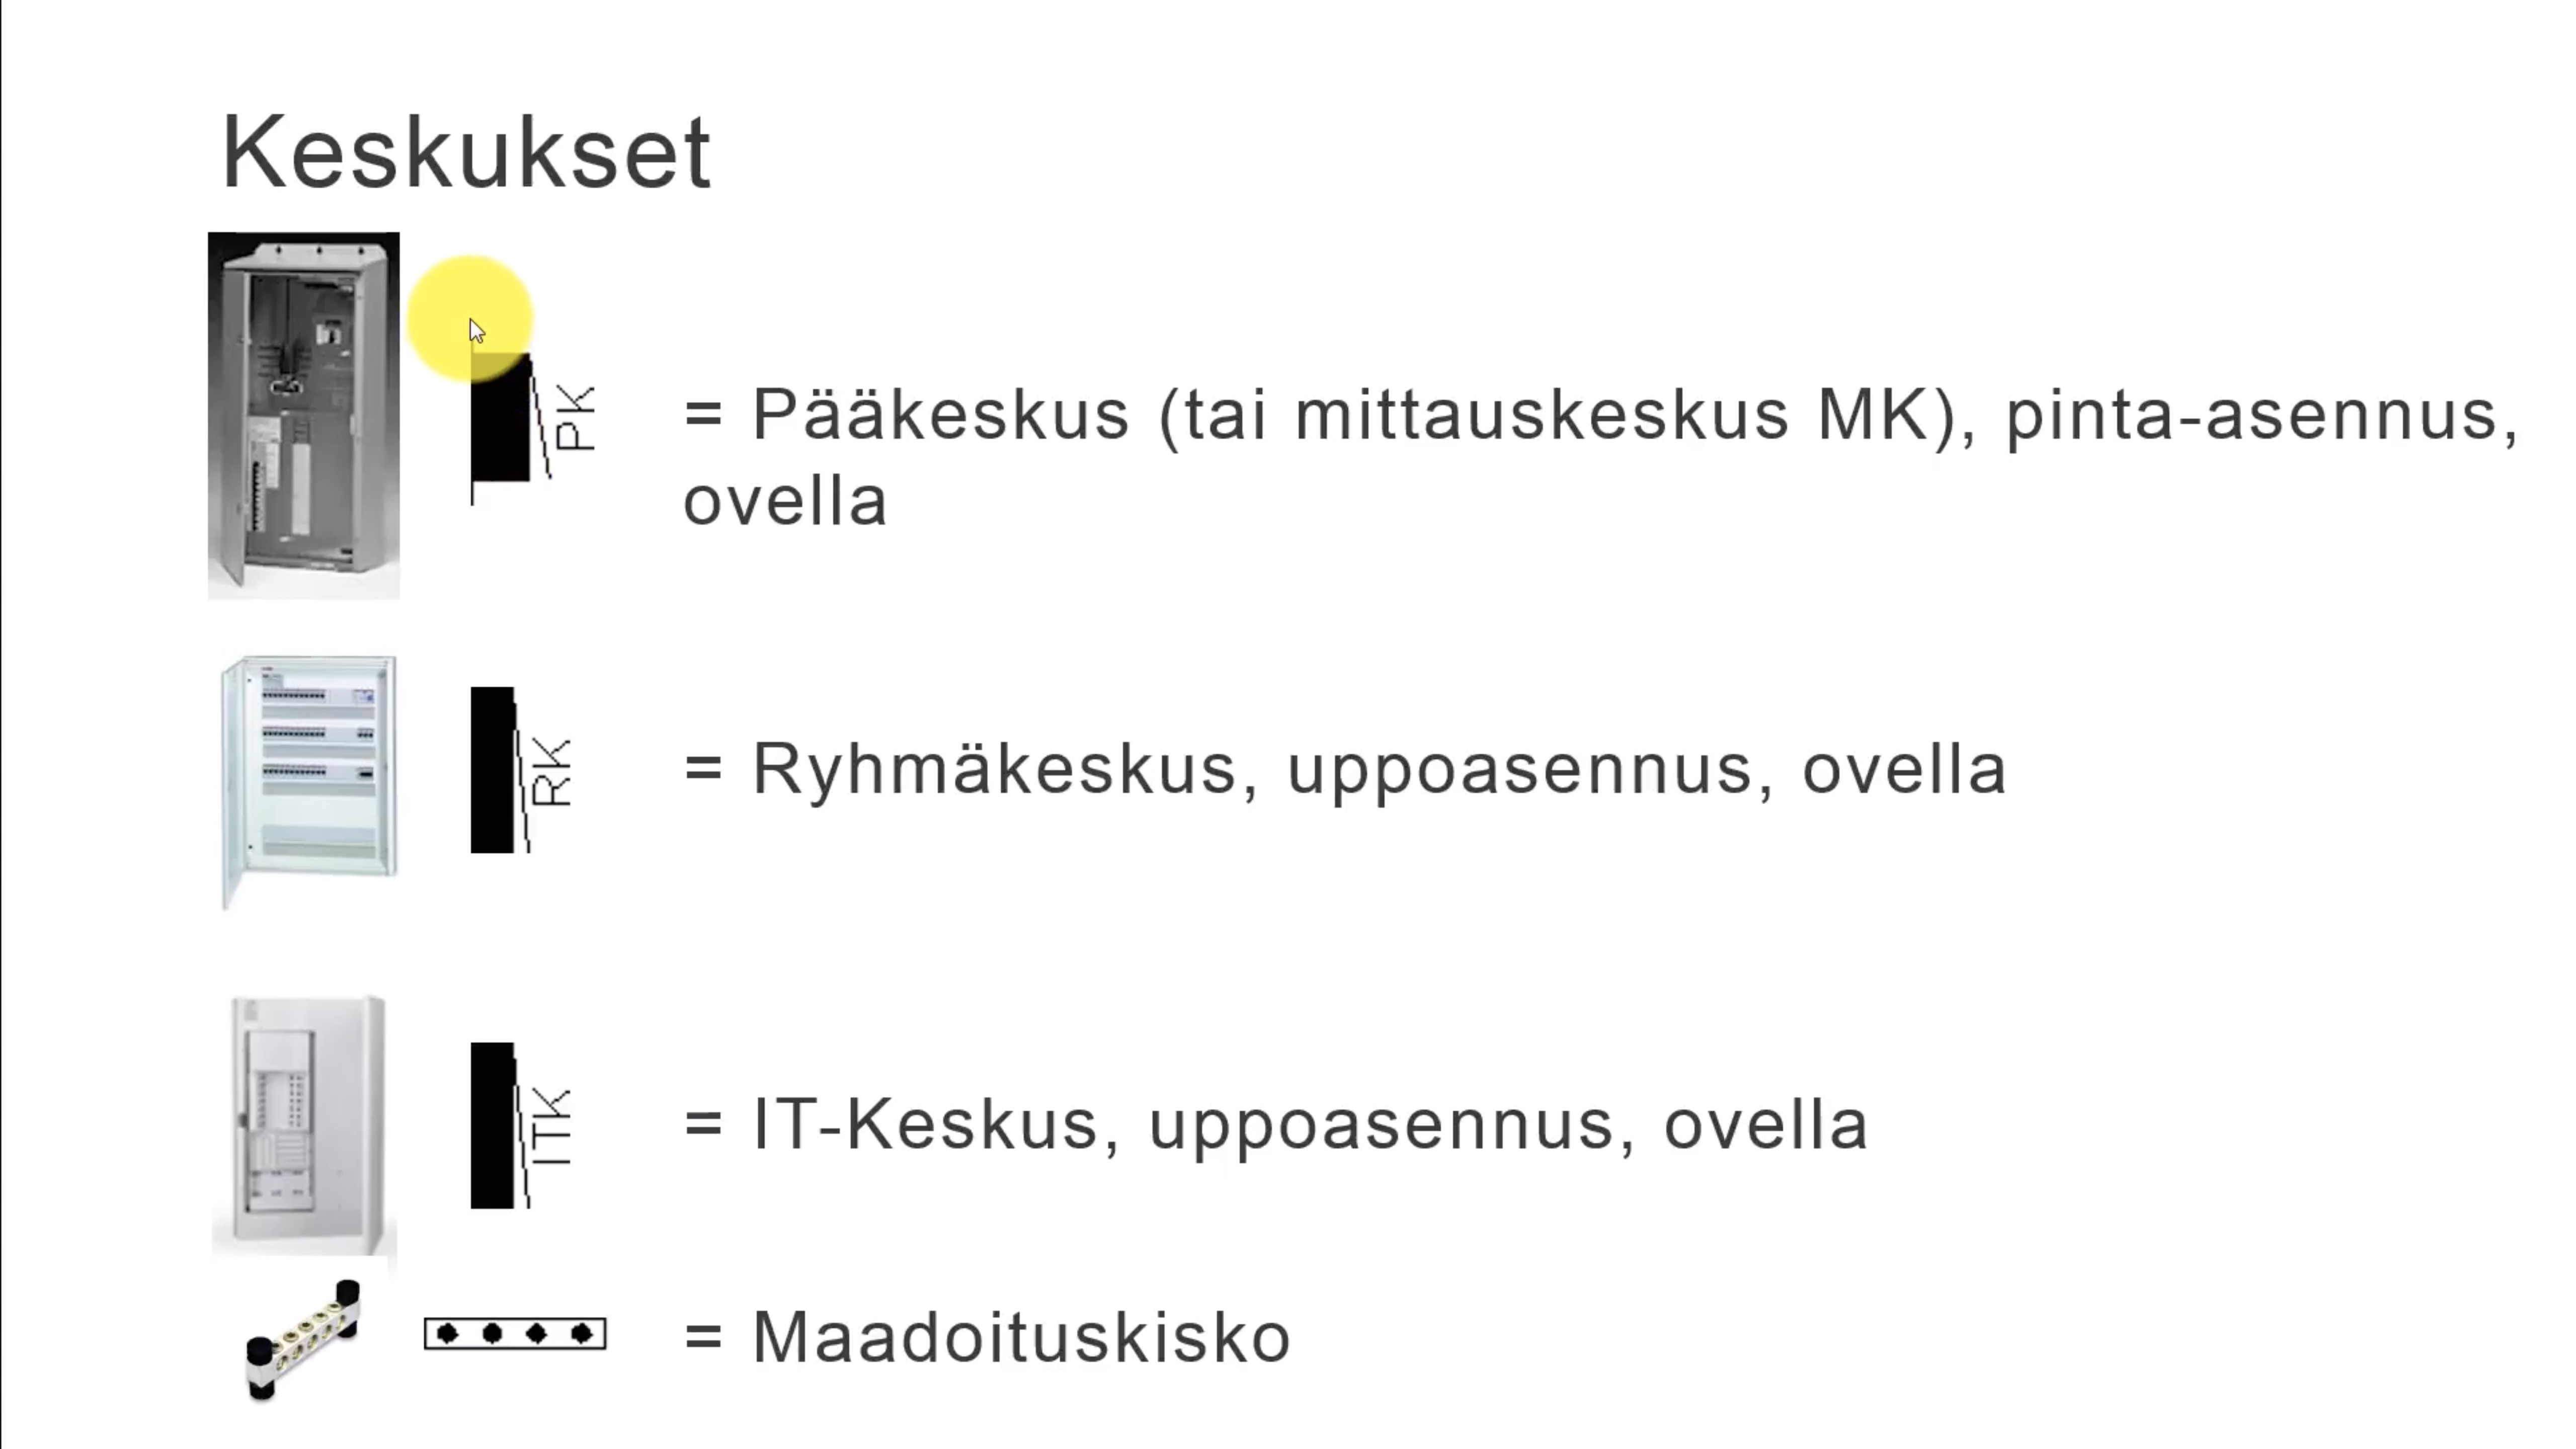 Keskukset
PK
= Pääkeskus (tai mittauskeskus MK), pinta-asennus,
ovella
RK
= Ryhmäkeskus, uppoasennus, ovella
ITK
= IT-Keskus, uppoasennus, ovella
= Maadoituskisko